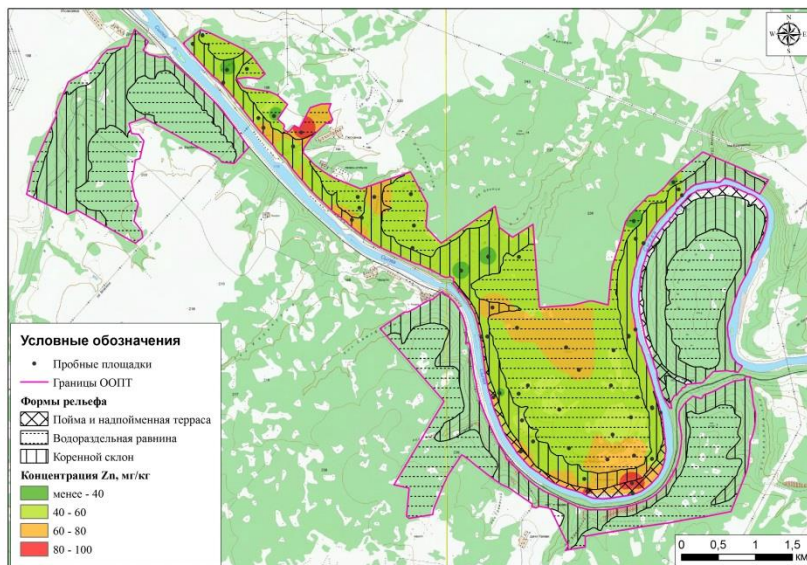 N
W E
S
Условные обозначения
Пробные площадки
Границы ООПТ
Формы рельефа
Пойма и надпойменная терраса
Водораздельная равнина
Коренной склон
Концентрация Zn, мг/кг
менее - 40
40 - 60
60 - 80
80 - 100
0 0,5 1 1,5
км